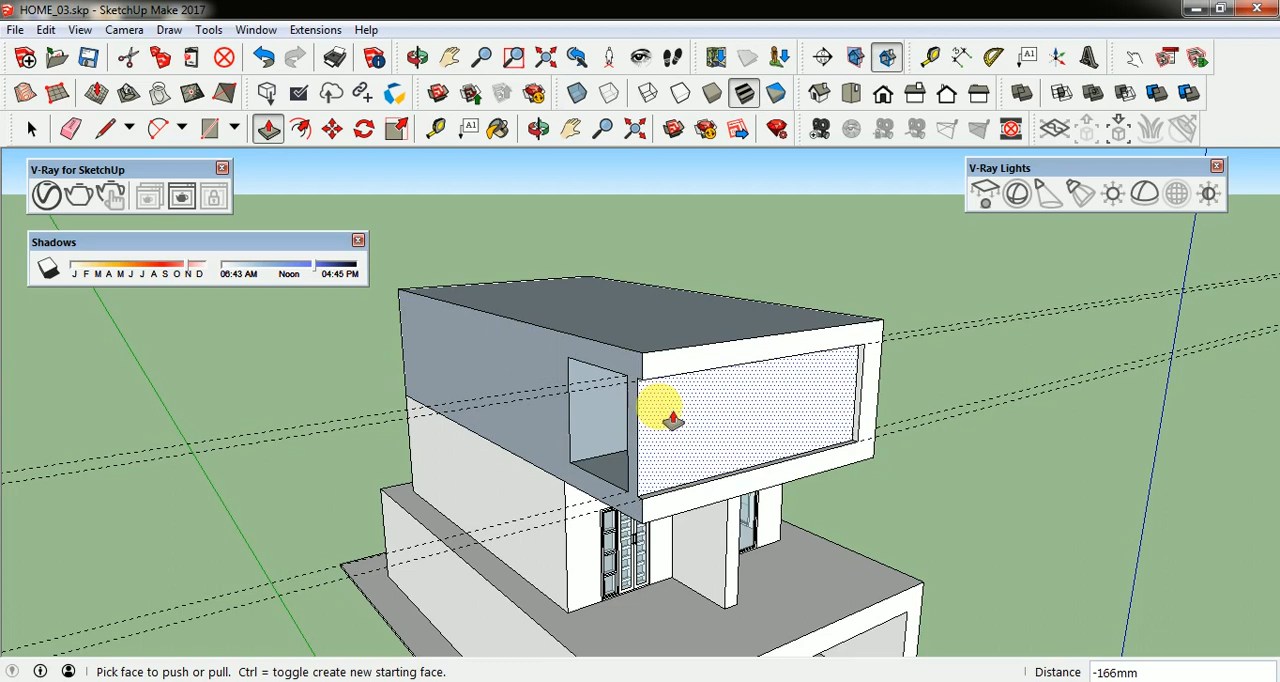 HOME_03.skp - SketchUp Make 2017
File Edit View Camera Draw Tools Window Extensions Help
A1
A1
V-Ray for SketchUp
V-Ray Lights
Shadows
J F M A M J J A S O N D 06:43 AM Noon 04:45 PM
Pick face to push or pull. Ctrl = toggle create new starting face. Distance -166mm